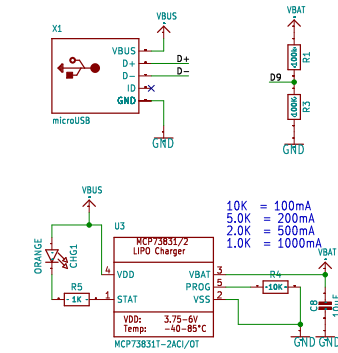 VBUS
X1
VBUS
D+
D-
ID
GND
D+
D-
microUSB
GND
VBAT
100k
R1
D9
100K
R3
GND
VBUS
ORANGE
CHG1
R5
1K
U3
MCP73831/2
LIPO Charger
4 VDD
1 STAT
VBAT 3
PROG 5
VSS 2
VDD: 3.75-6V
Temp: -40-85°C
MCP73831T-2ACI/OT
10K = 100mA
5.0K = 200mA
2.0K = 500mA
1.0K = 1000mA
R4
10K
VBAT
C8
10uF
GND
GND